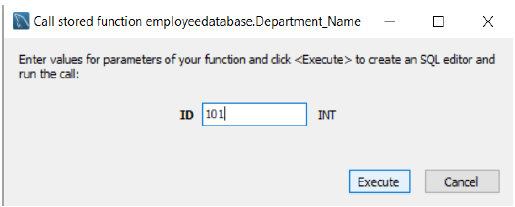 Call stored function employeedatabase.Department_Name
Enter values for parameters of your function and click <Execute> to create an SQL editor and
run the call:
ID 101 INT
Execute Cancel